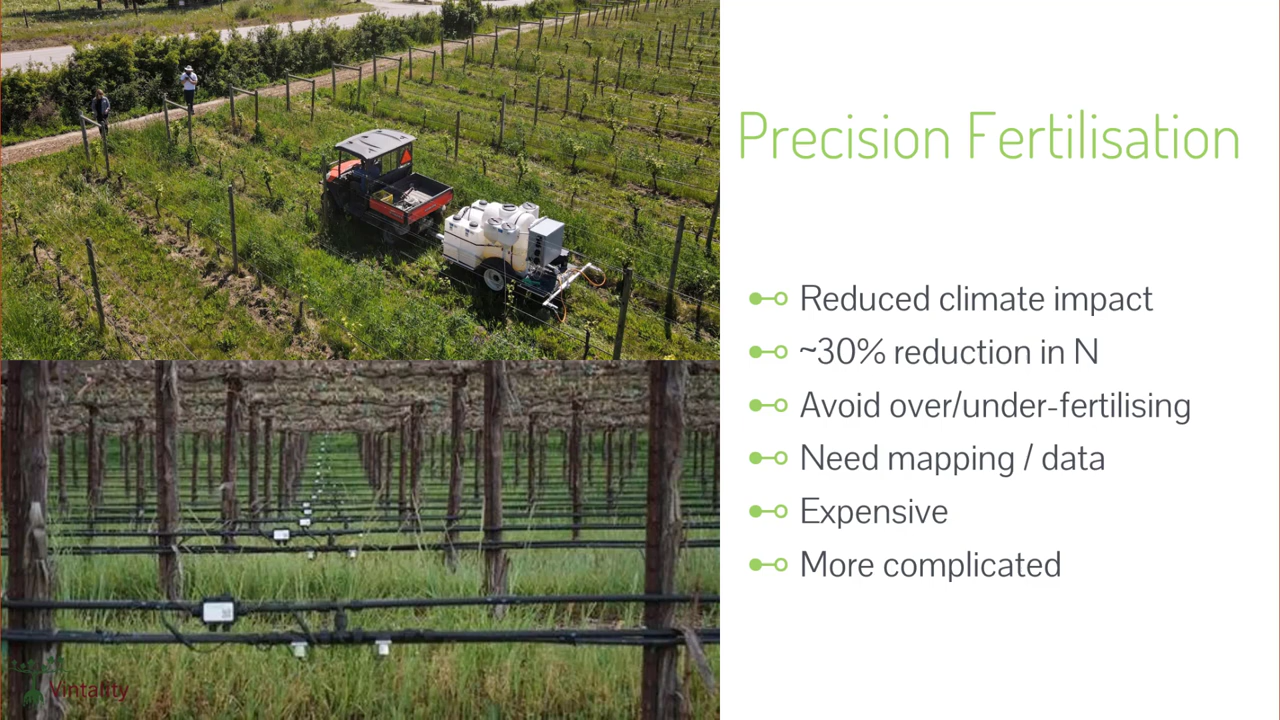 Precision Fertilisation
Reduced climate impact
~30% reduction in N
Avoid over/under-fertilising
Need mapping / data
Expensive
More complicated
Vintality